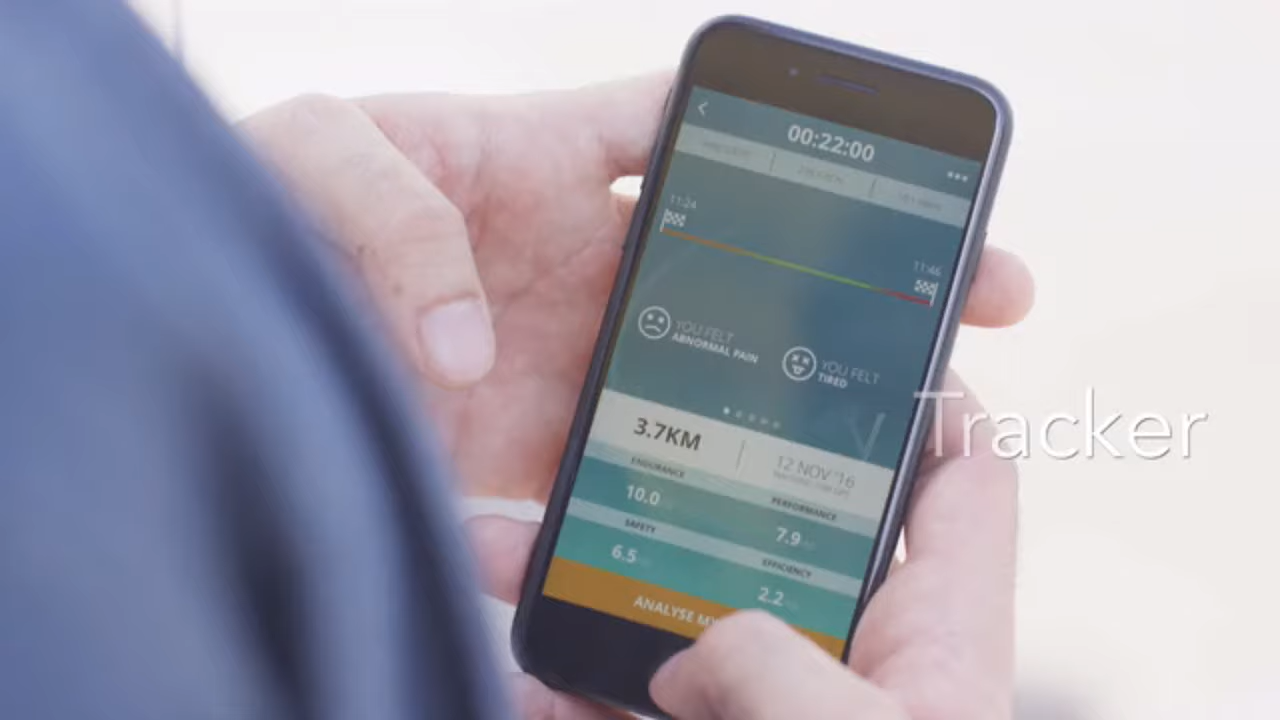 00:22:00
11:24
11:46
YOU FELT
ABNORMAL PAIN
YOU FELT
TIRED
V Tracker
3.7KM
12 NOV '16
ENDURANCE
10.0
PERFORMANCE
7.9
SAFETY
6.5
EFFICIENCY
2.2
ANALYSE MY